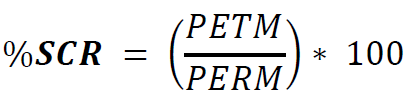 %SCR = (PETM/PERM) * 100